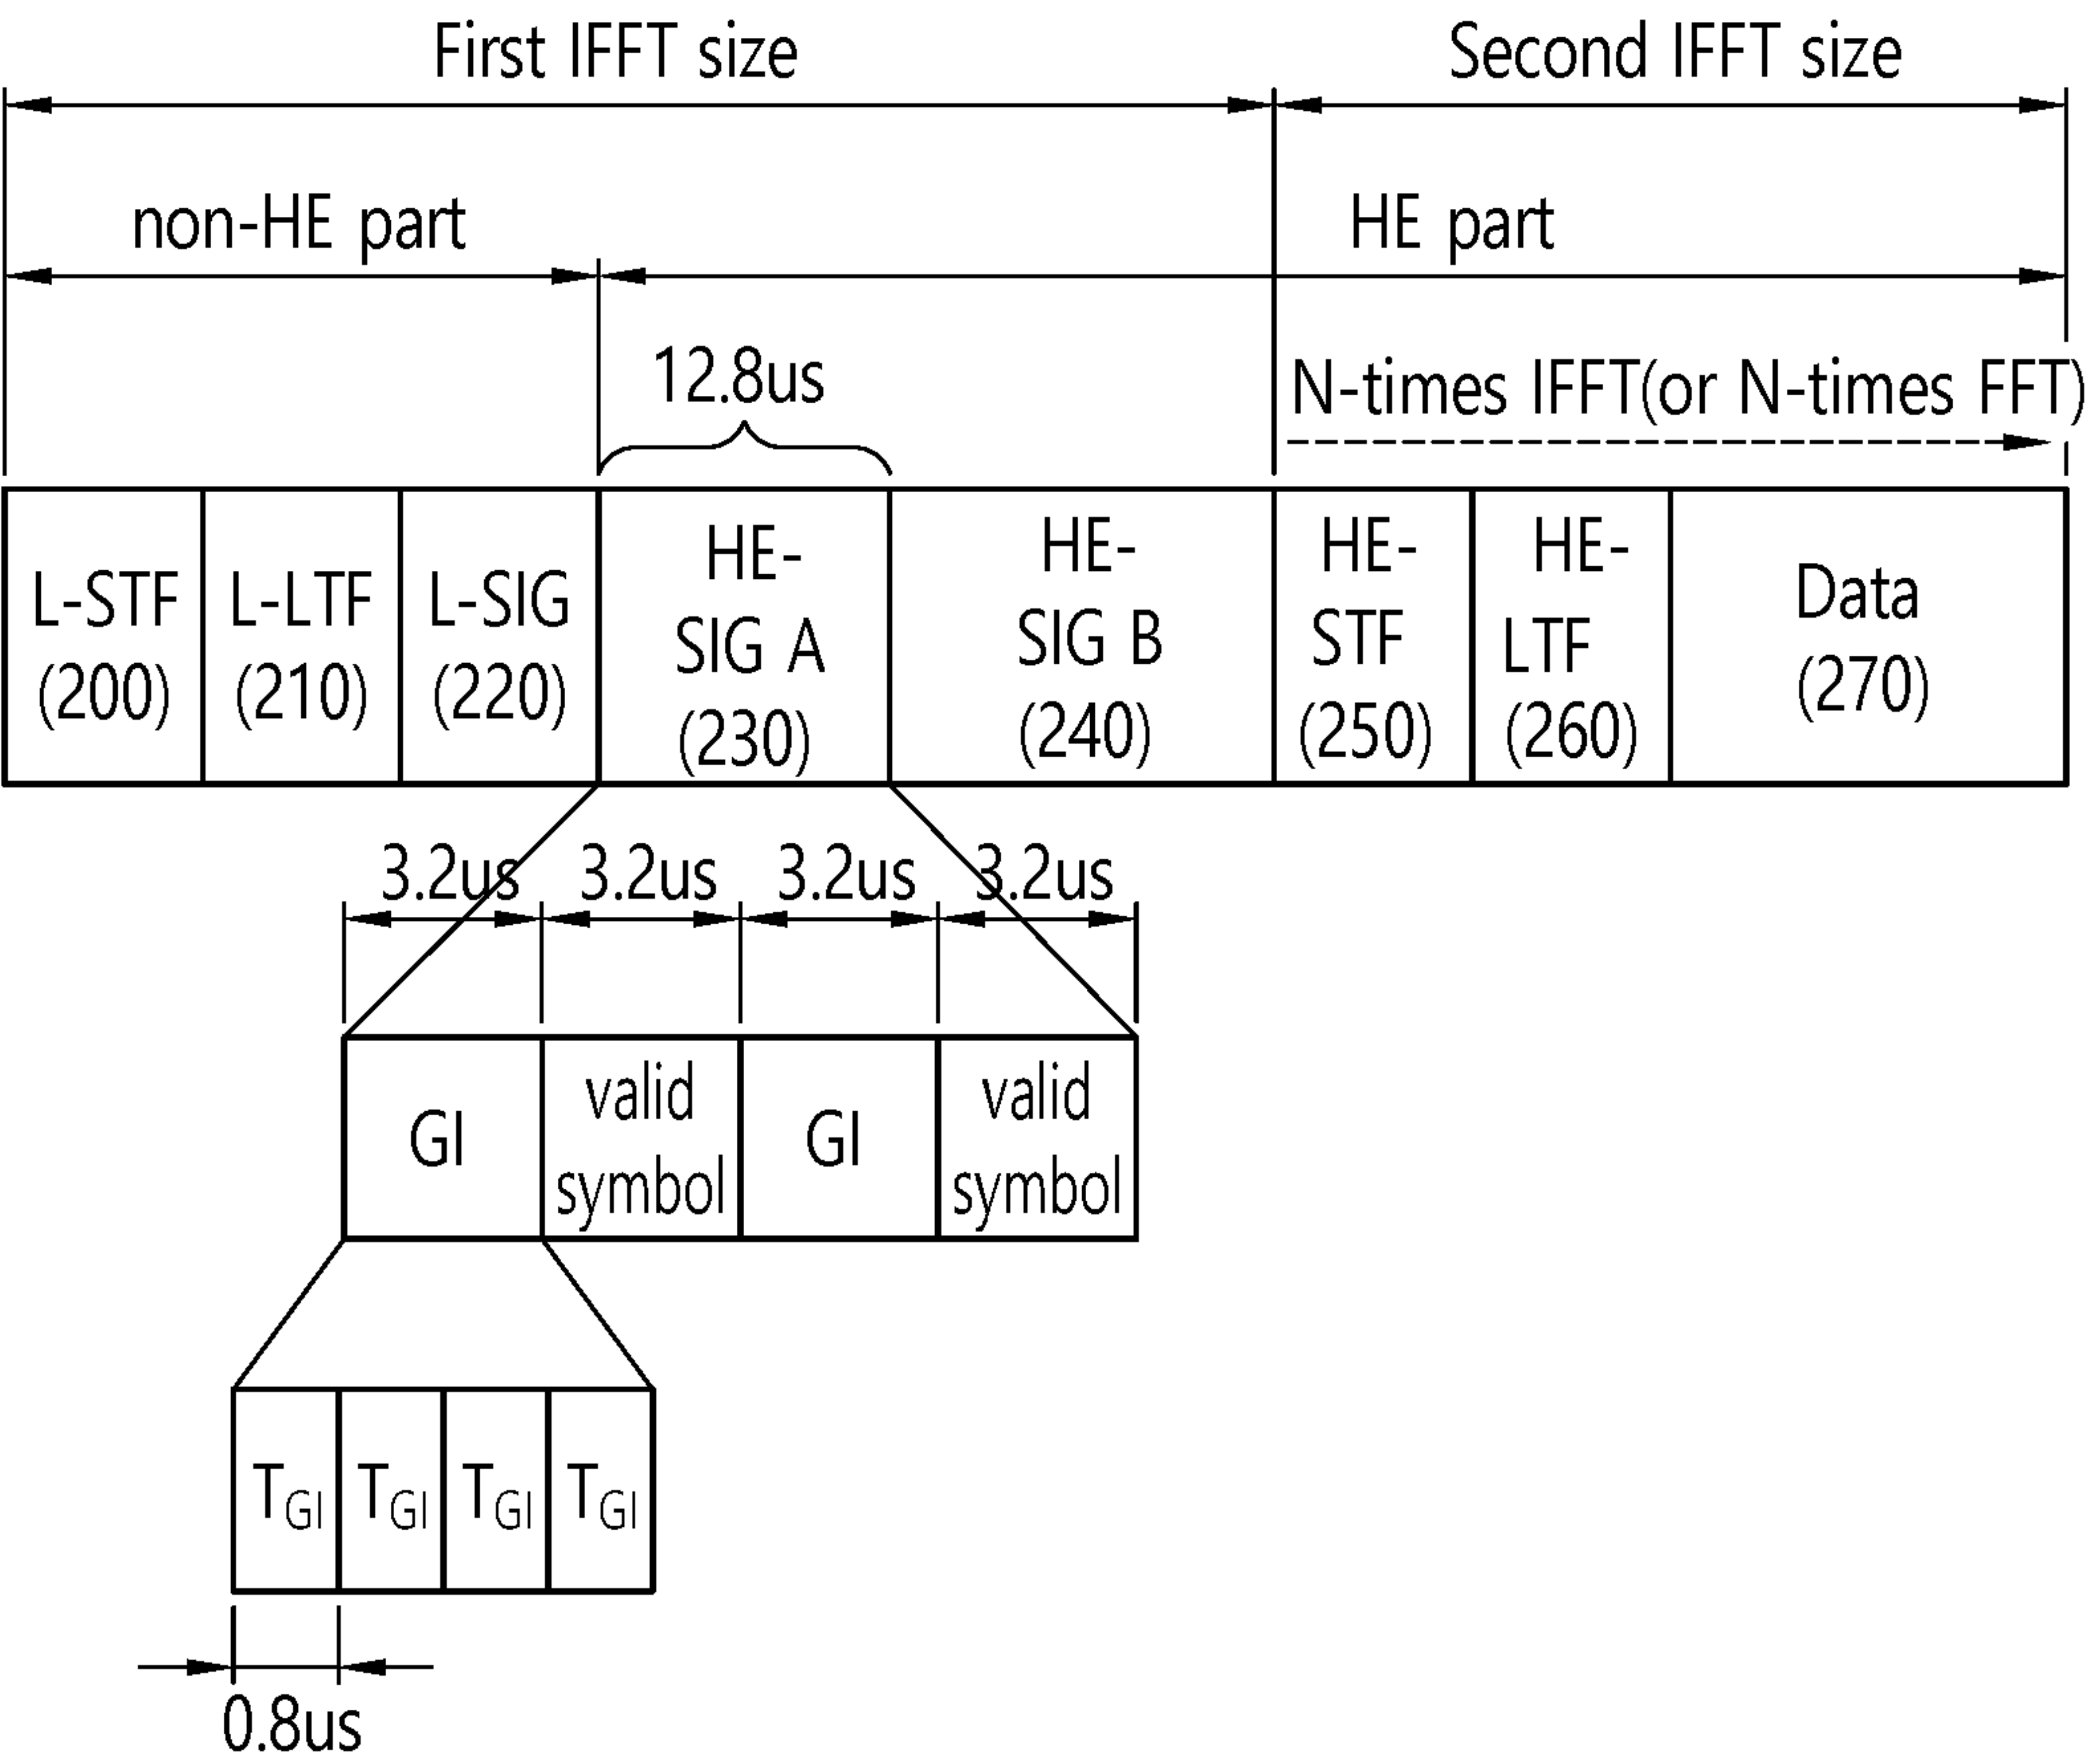 First IFFT size
Second IFFT size
non-HE part
HE part
12.8us
N-times IFFT(or N-times FFT)
L-STF
(200)
L-LTF
(210)
L-SIG
(220)
HE-
SIG A
(230)
HE-
SIG B
(240)
HE-
STF
(250)
HE-
LTF
(260)
Data
(270)
3.2us
3.2us
3.2us
3.2us
GI
valid
symbol
GI
valid
symbol
TGI
TGI
TGI
TGI
0.8us